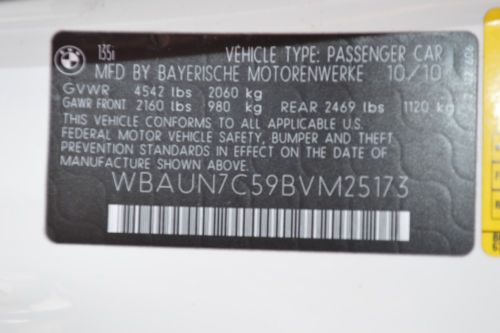 135i
VEHICLE TYPE: PASSENGER CAR
MFD BY BAYERISCHE MOTORENWERKE 10/10
GVWR 4542 lbs 2060 kg
GAWR FRONT 2160 lbs 980 kg REAR 2469 lbs 1120 kg
THIS VEHICLE CONFORMS TO ALL APPLICABLE U.S.
FEDERAL MOTOR VEHICLE SAFETY, BUMPER AND THEFT
PREVENTION STANDARDS IN EFFECT ON THE DATE OF
MANUFACTURE SHOWN ABOVE.
WBAUN7C59BVM25173